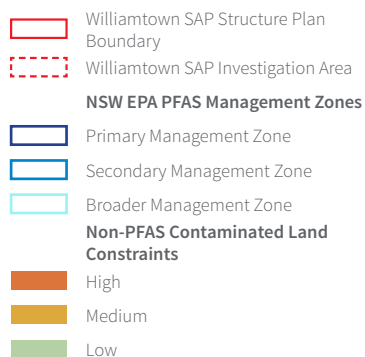 Williamtown SAP Structure Plan
Boundary
Williamtown SAP Investigation Area
NSW EPA PFAS Management Zones
Primary Management Zone
Secondary Management Zone
Broader Management Zone
Non-PFAS Contaminated Land
Constraints
High
Medium
Low